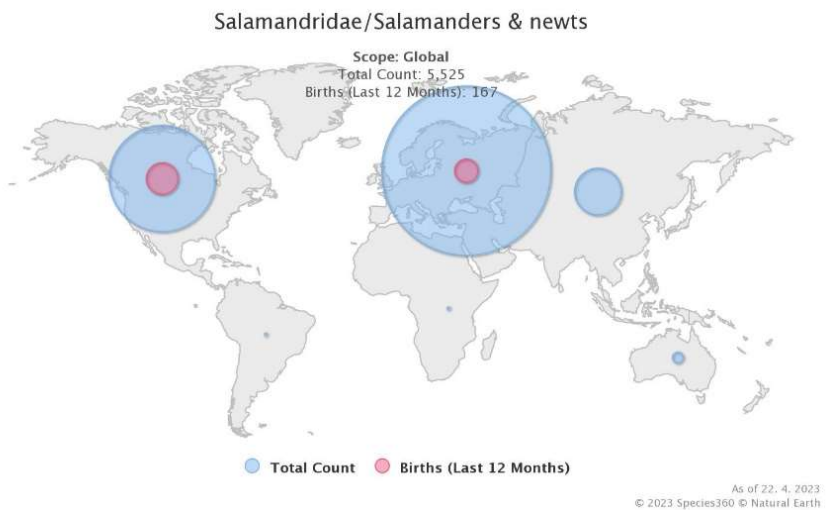 Salamandridae/Salamanders & newts
Scope: Global
Total Count: 5,525
Births (Last 12 Months): 167
Total Count
Births (Last 12 Months)
As of 22. 4. 2023
© 2023 Species360 © Natural Earth